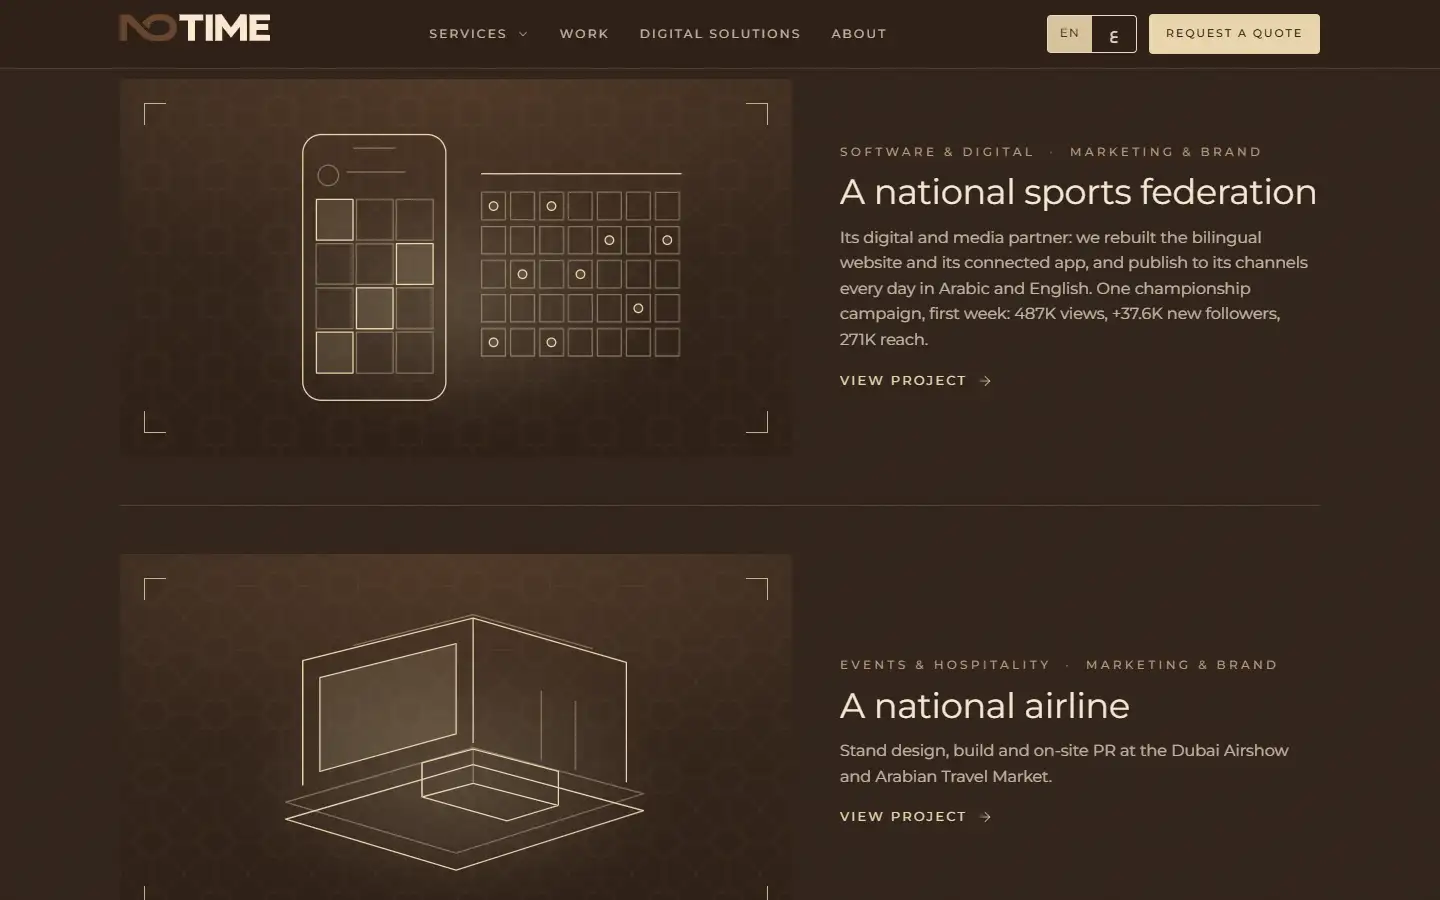 NO TIME
SERVICES
WORK
DIGITAL SOLUTIONS
ABOUT
EN
ع
REQUEST A QUOTE
SOFTWARE & DIGITAL · MARKETING & BRAND
A national sports federation
Its digital and media partner: we rebuilt the bilingual
website and its connected app, and publish to its channels
every day in Arabic and English. One championship
campaign, first week: 487K views, +37.6K new followers,
271K reach.
VIEW PROJECT →
EVENTS & HOSPITALITY · MARKETING & BRAND
A national airline
Stand design, build and on-site PR at the Dubai Airshow
and Arabian Travel Market.
VIEW PROJECT →